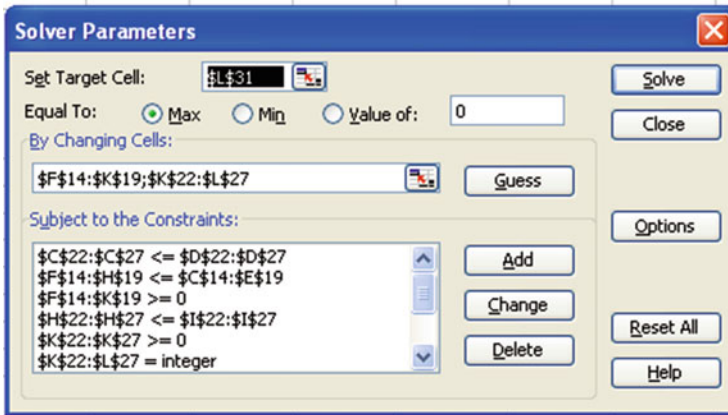 Solver Parameters
Set Target Cell: $L$31 Solve
Equal To: Max Min Value of: 0 Close
By Changing Cells:
$F$14:$K$19;$K$22:$L$27 Guess
Subject to the Constraints: Options
$C$22:$C$27 <= $D$22:$D$27 Add
$F$14:$H$19 <= $C$14:$E$19
$F$14:$K$19 >= 0 Change
$H$22:$H$27 <= $I$22:$I$27 Reset All
$K$22:$K$27 >= 0 Delete
$K$22:$L$27 = integer Help